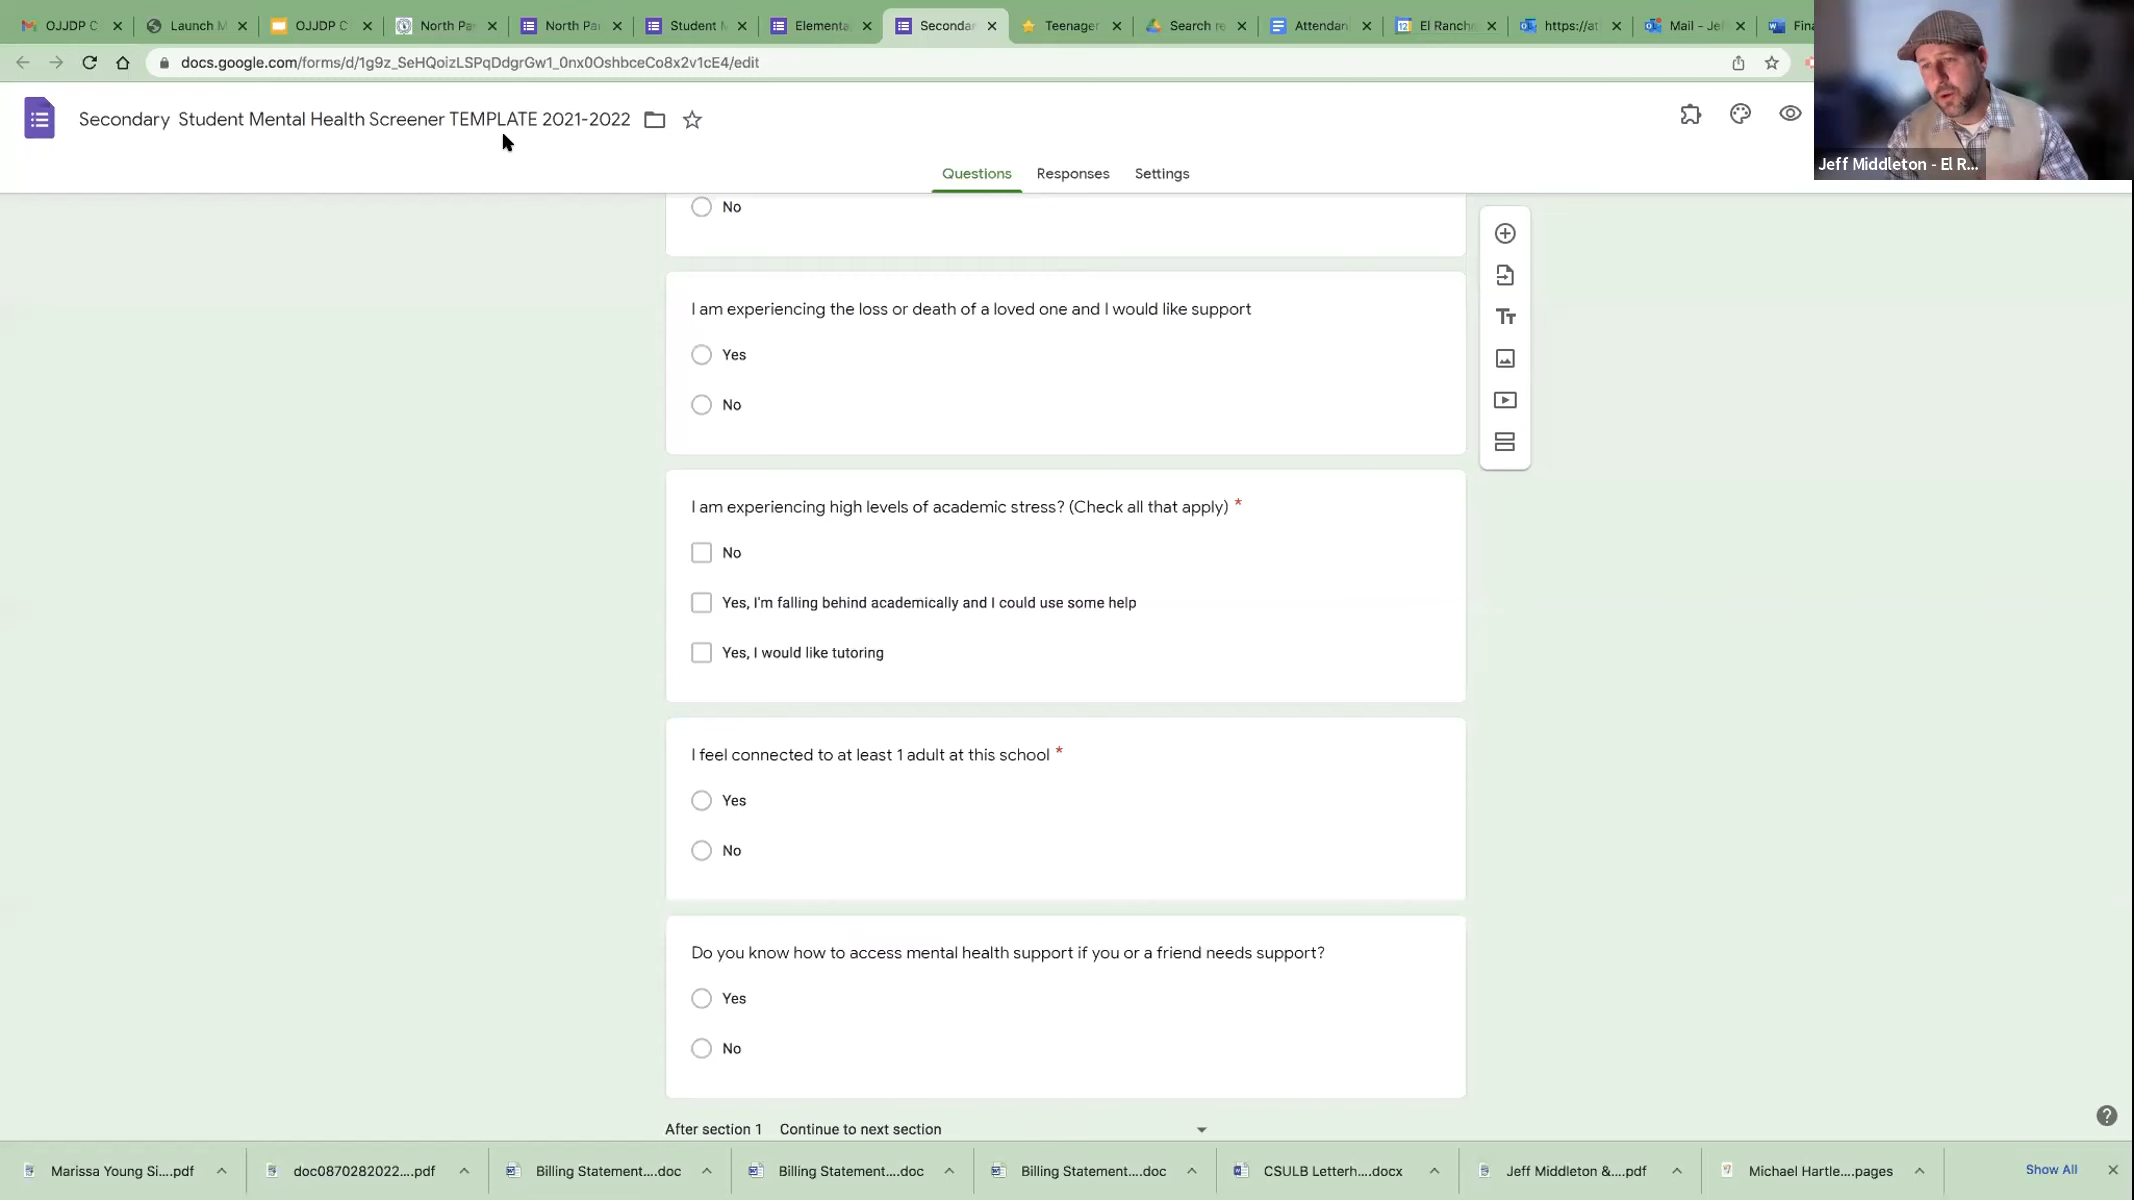 OJJDP C
Launch M
OJJDP C
North Pa
North Pa
Student M
Elementa
Secondar
Teenager
Search re
Attendan
El Ranche
https://at
Mail - Jef
Fina
docs.google.com/forms/d/1g9z_SeHQoizLSPqDdgrGw1_0nx0OshbceCo8x2v1cE4/edit
Secondary Student Mental Health Screener TEMPLATE 2021-2022
Jeff Middleton - El R...
Questions
Responses
Settings
No
I am experiencing the loss or death of a loved one and I would like support
Yes
No
I am experiencing high levels of academic stress? (Check all that apply) *
No
Yes, I'm falling behind academically and I could use some help
Yes, I would like tutoring
I feel connected to at least 1 adult at this school *
Yes
No
Do you know how to access mental health support if you or a friend needs support?
Yes
No
After section 1 Continue to next section
Marissa Young Si....pdf
doc0870282022....pdf
Billing Statement....doc
Billing Statement....doc
Billing Statement....doc
CSULB Letterh....docx
Jeff Middleton &....pdf
Michael Hartle....pages
Show All